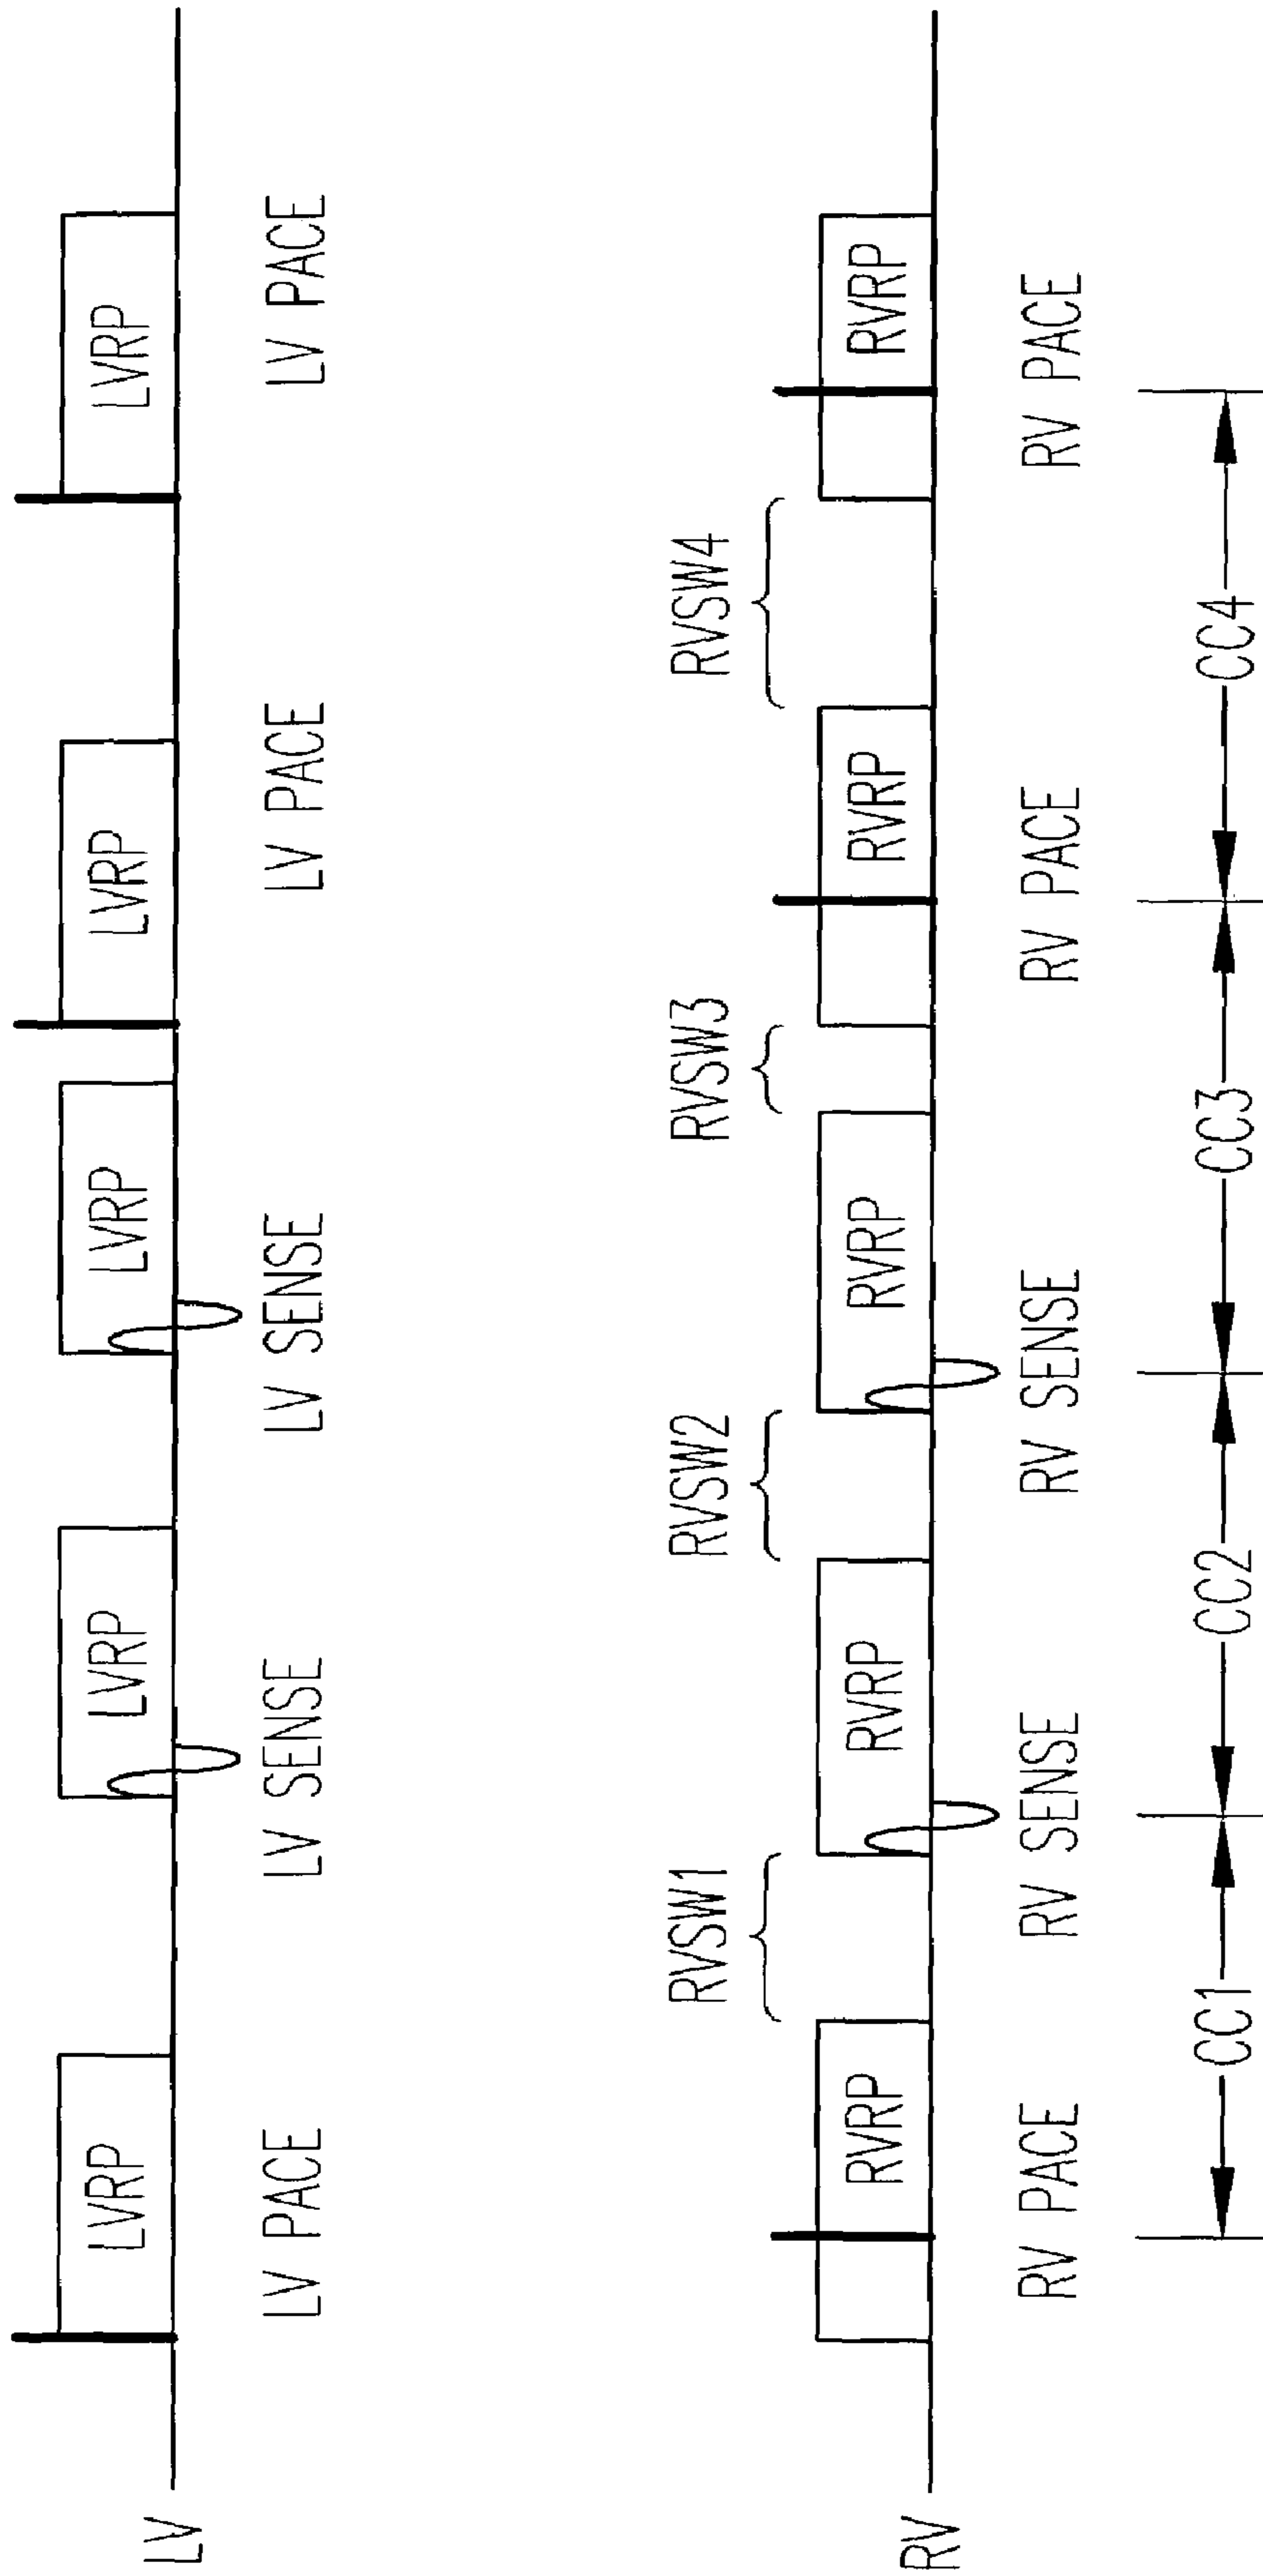 LV
LVRP
LVRP
LVRP
LVRP
LVRP
LV PACE
LV SENSE
LV SENSE
LV PACE
LV PACE
RVSW1
RVSW2
RVSW3
RVSW4
RV
RVRP
RVRP
RVRP
RVRP
RVRP
RV PACE
RV SENSE
RV SENSE
RV PACE
RV PACE
CC1
CC2
CC3
CC4